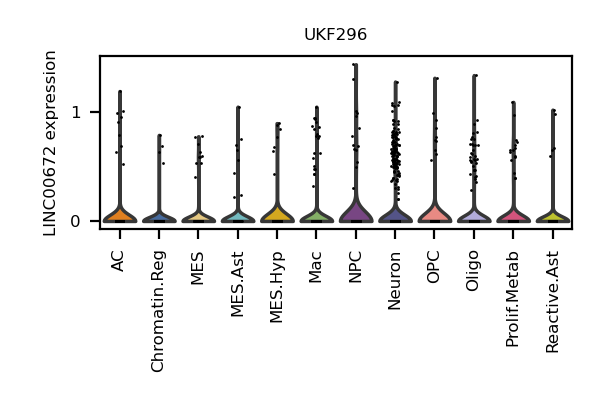 UKF296
LINC00672 expression
1
0
AC
Chromatin.Reg
MES
MES.Ast
MES.Hyp
Mac
NPC
Neuron
OPC
Oligo
Prolif.Metab
Reactive.Ast